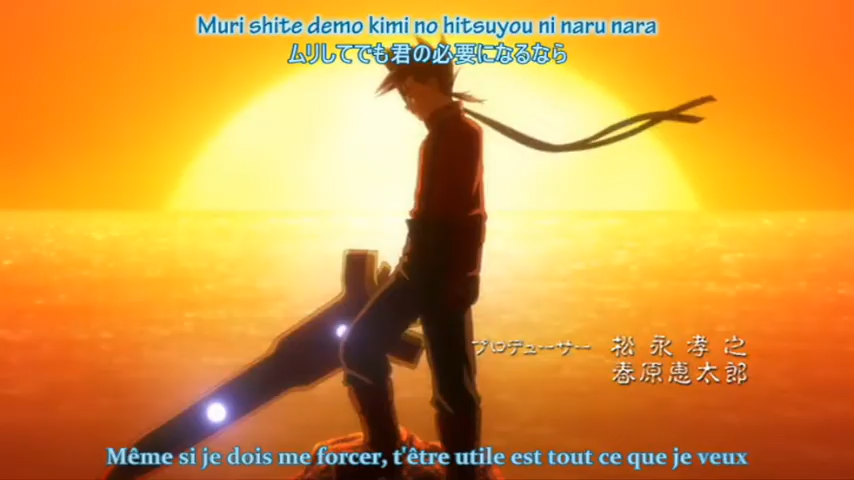 Muri shite demo kimi no hitsuyou ni naru nara
ムリしてでも君の必要になるなら
プロデューサー 松永孝之
春原恵太郎
Même si je dois me forcer, t'être utile est tout ce que je veux